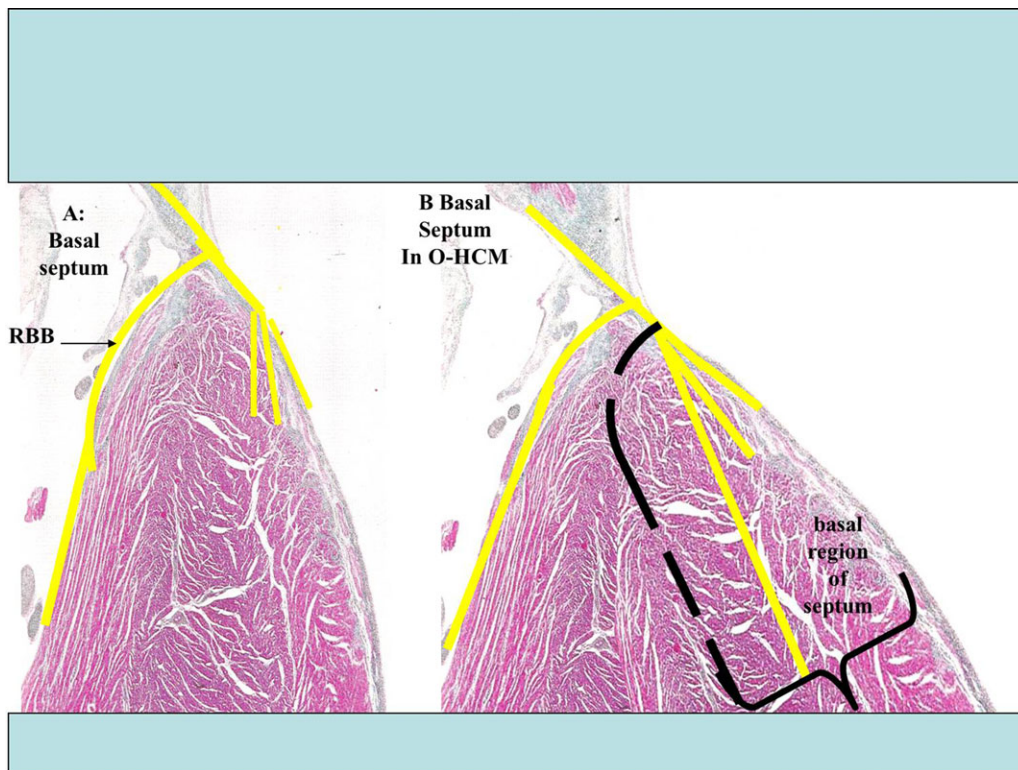 A:
Basal
septum
RBB
B Basal
Septum
In O-HCM
basal
region
of
septum